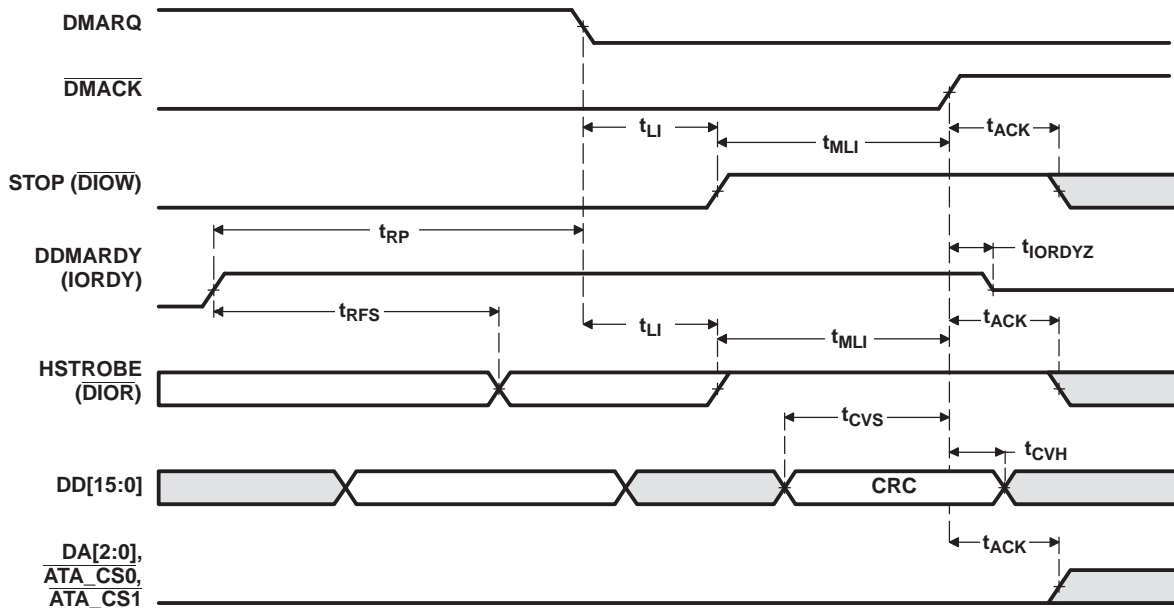 DMARQ
DMACK
tLI
tMLI
tACK
STOP (DIOW)
tRP
tIORDYZ
DDMARDY
(IORDY)
tRFS
tLI
tMLI
tACK
HSTROBE
(DIOR)
tCVS
tCVH
DD[15:0]
CRC
DA[2:0],
ATA_CS0,
ATA_CS1
tACK